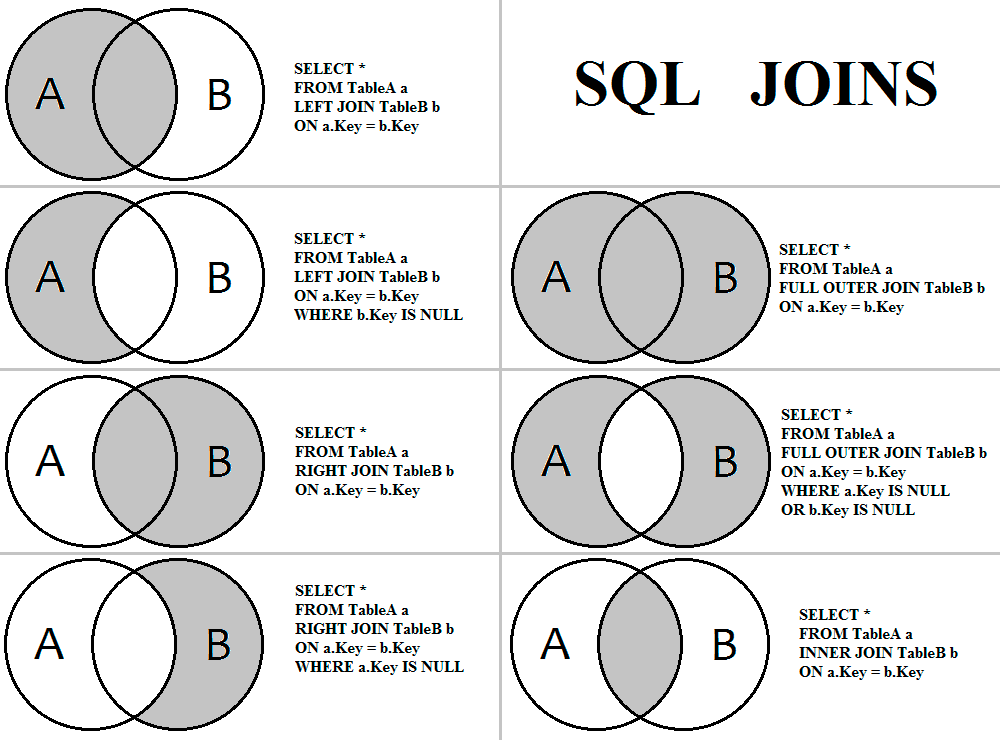 A
B
SELECT *
FROM TableA a
LEFT JOIN TableB b
ON a.Key = b.Key
SQL JOINS
A
B
SELECT *
FROM TableA a
LEFT JOIN TableB b
ON a.Key = b.Key
WHERE b.Key IS NULL
A
B
SELECT *
FROM TableA a
FULL OUTER JOIN TableB b
ON a.Key = b.Key
A
B
SELECT *
FROM TableA a
RIGHT JOIN TableB b
ON a.Key = b.Key
A
B
SELECT *
FROM TableA a
FULL OUTER JOIN TableB b
ON a.Key = b.Key
WHERE a.Key IS NULL
OR b.Key IS NULL
A
B
SELECT *
FROM TableA a
RIGHT JOIN TableB b
ON a.Key = b.Key
WHERE a.Key IS NULL
A
B
SELECT *
FROM TableA a
INNER JOIN TableB b
ON a.Key = b.Key